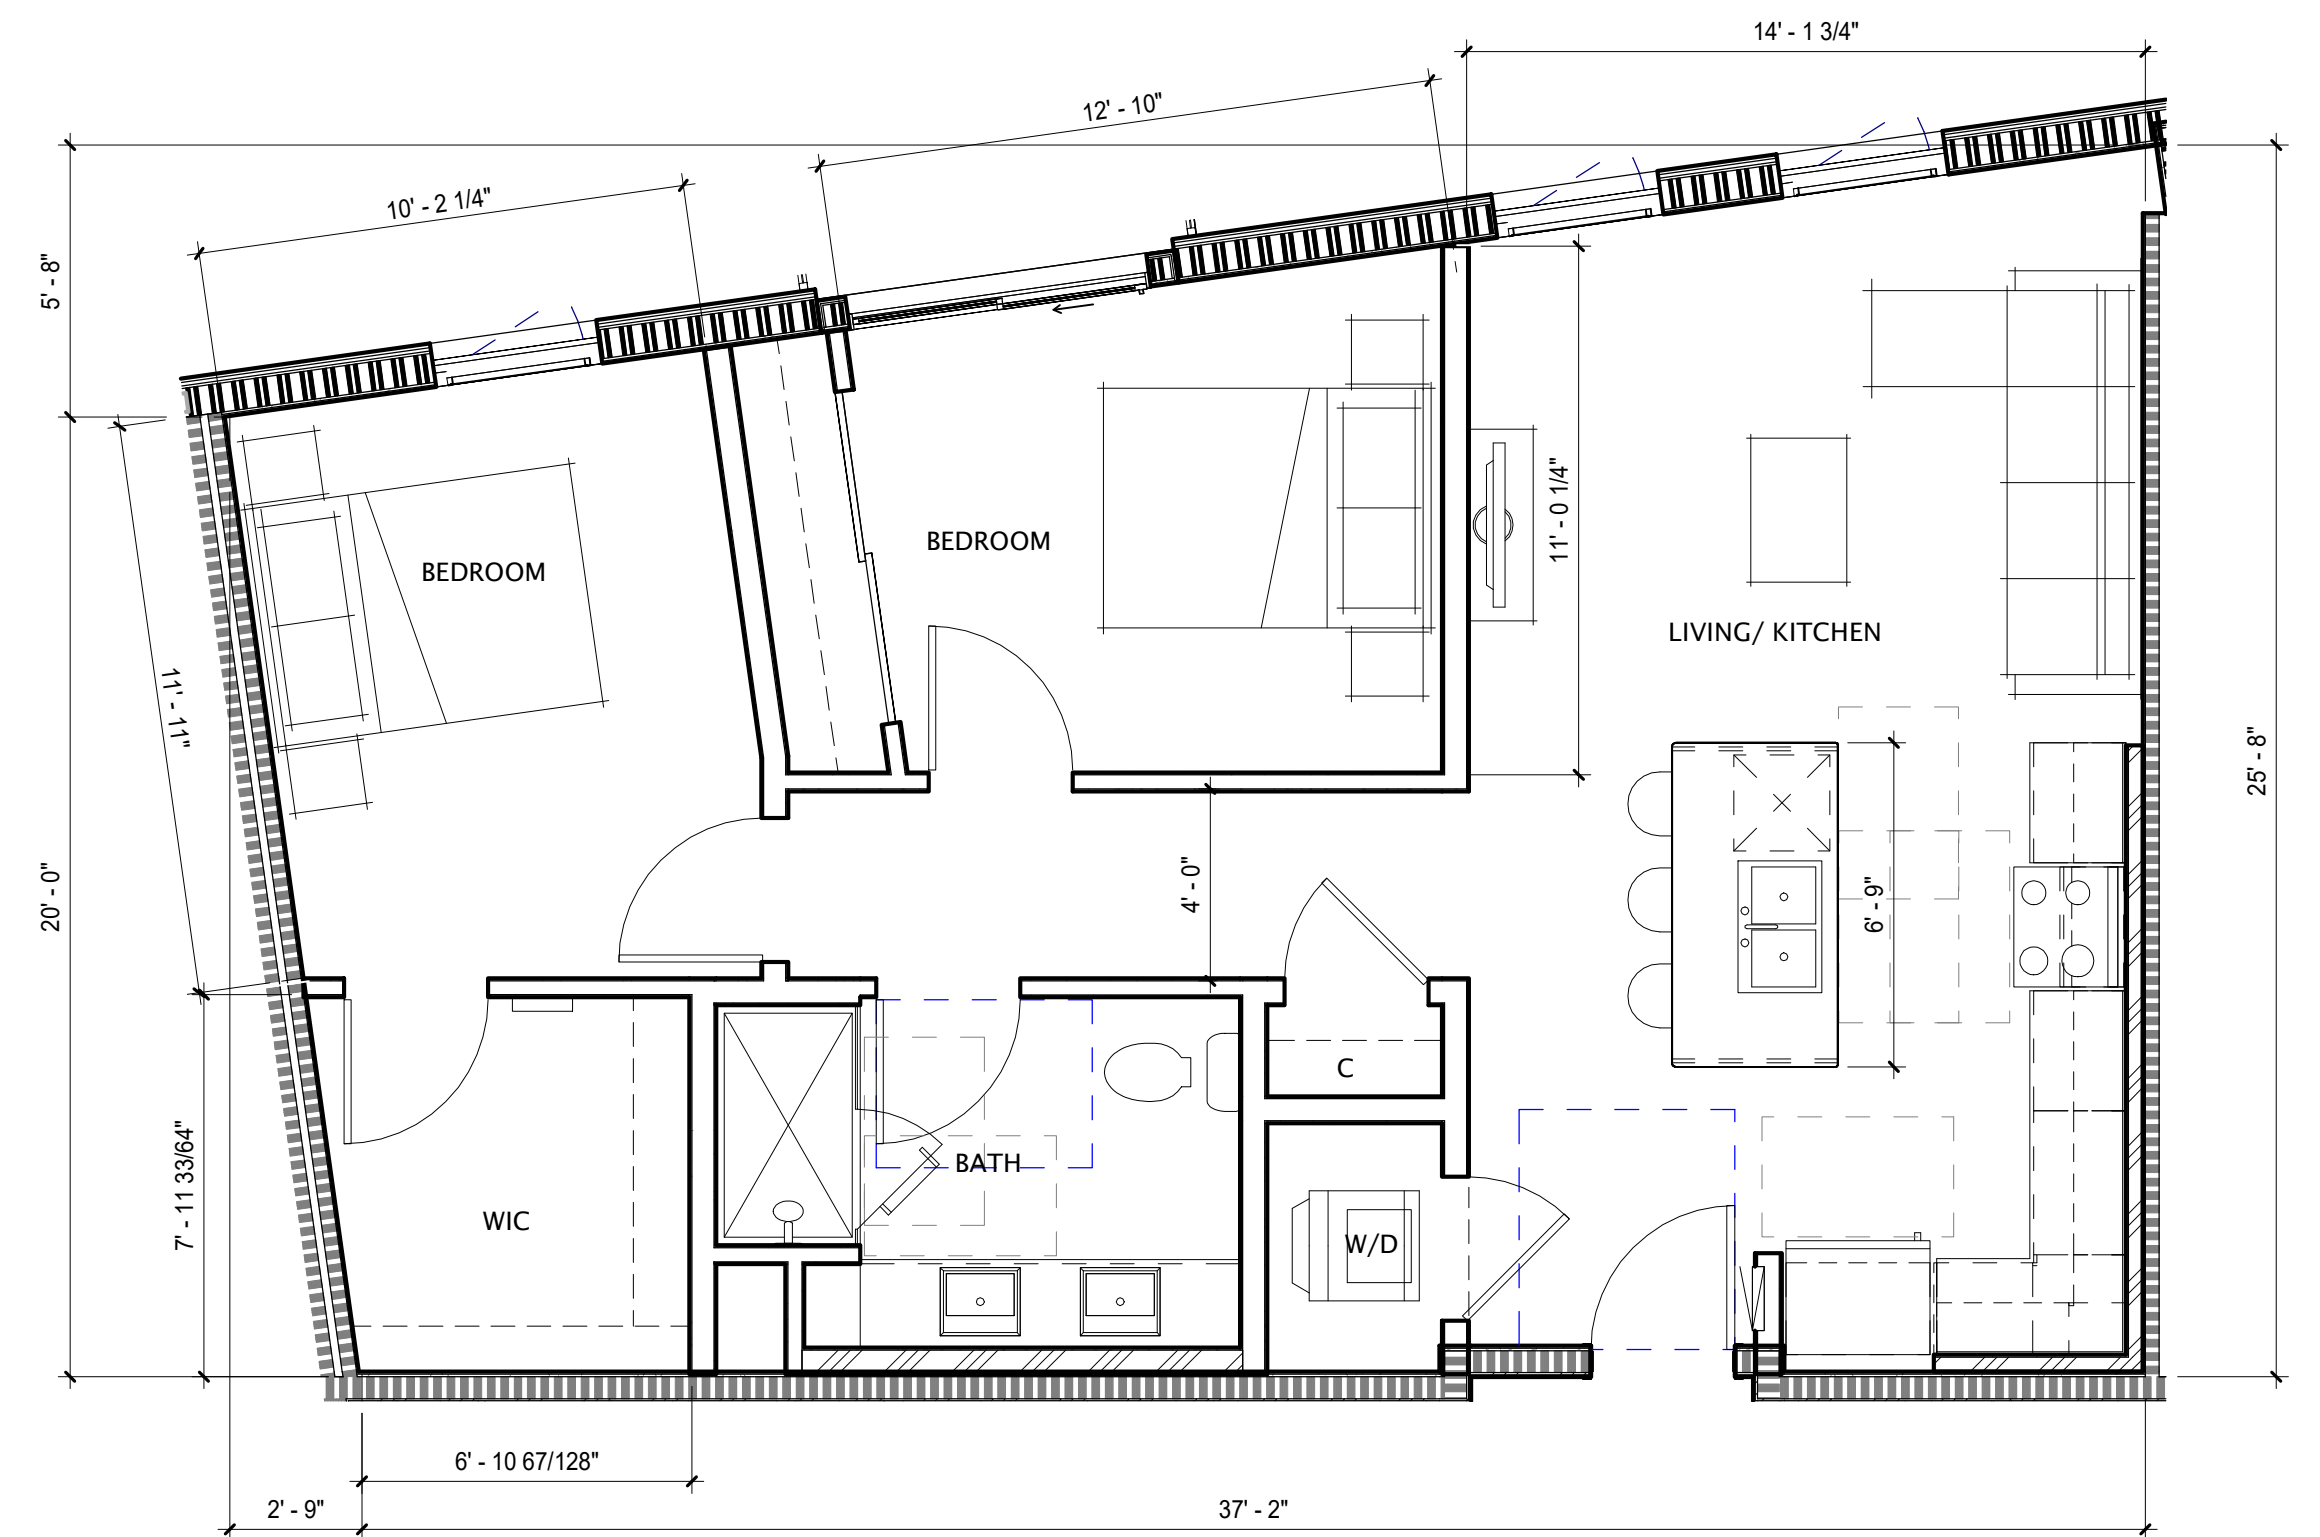 14' - 1 3/4"
12' - 10"
10' - 2 1/4"
5' - 8"
11' - 0 1/4"
BEDROOM
BEDROOM
LIVING/ KITCHEN
11' - 11"
25' - 8"
20' - 0"
4' - 0"
6' - 9"
C
7' - 11 33/64"
BATH
WIC
W/D
6' - 10 67/128"
2' - 9"
37' - 2"